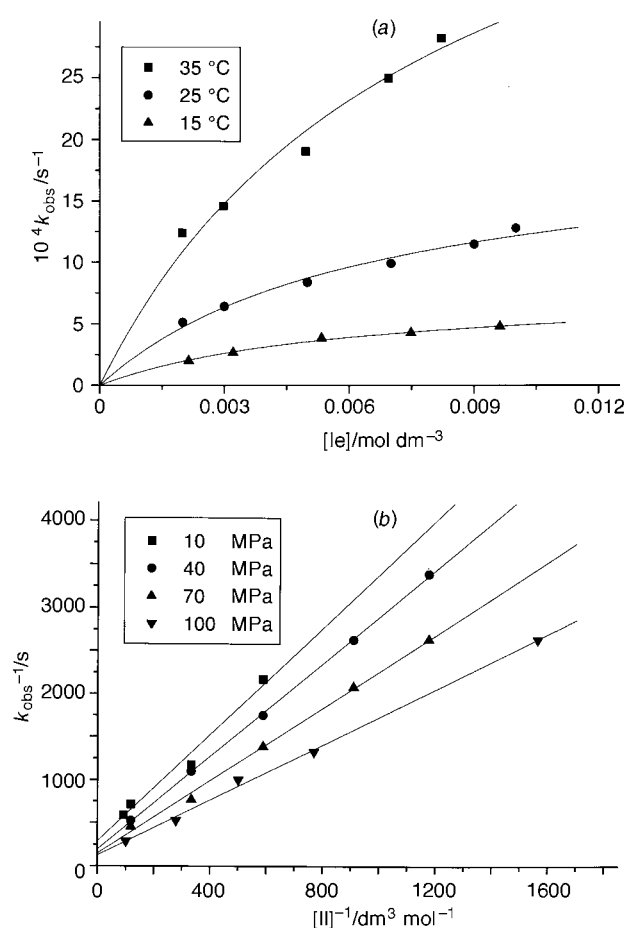 (a)
35 °C
25 °C
15 °C
25
20
15
10
5
0
10⁴k_obs/s⁻¹
0 0.003 0.006 0.009 0.012
[Ie]/mol dm⁻³
(b)
10 MPa
40 MPa
70 MPa
100 MPa
4000
3000
2000
1000
0
k_obs⁻¹/s
0 400 800 1200 1600
[II]⁻¹/dm³ mol⁻¹